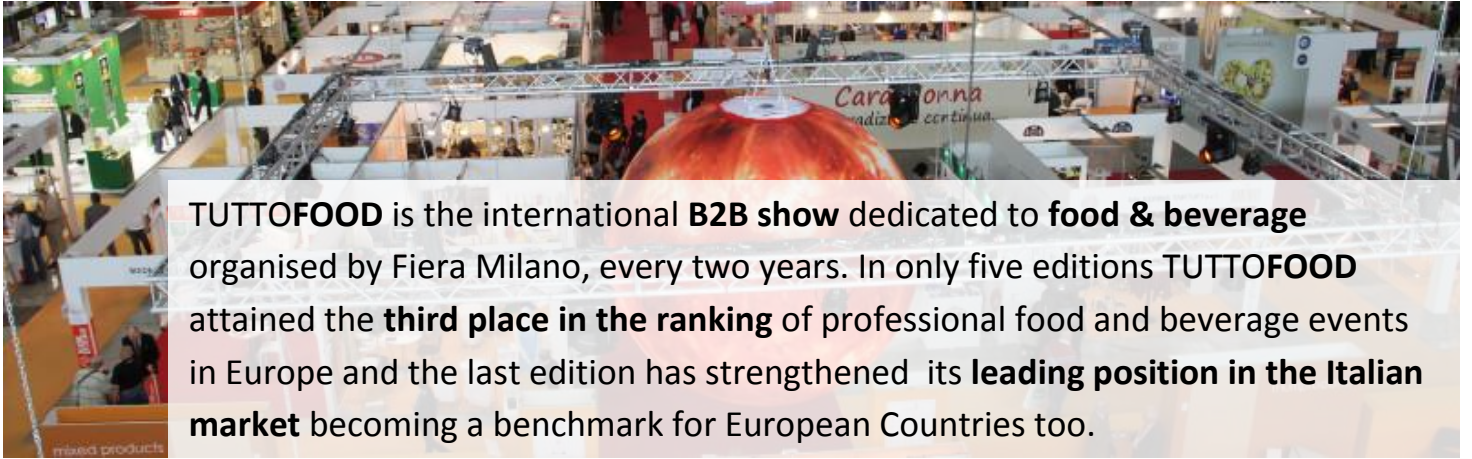 TUTTOFOOD is the international B2B show dedicated to food & beverage
organised by Fiera Milano, every two years. In only five editions TUTTOFOOD
attained the third place in the ranking of professional food and beverage events
in Europe and the last edition has strengthened  its leading position in the Italian
market becoming a benchmark for European Countries too.
mixed products